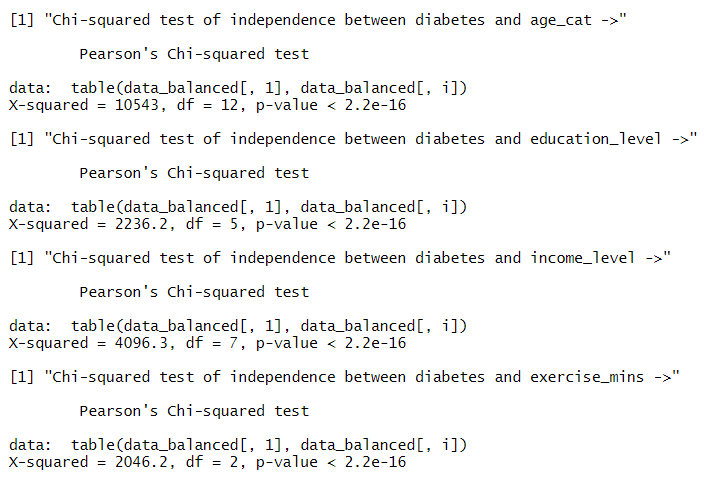 [1] "Chi-squared test of independence between diabetes and age_cat ->"
Pearson's Chi-squared test
data:  table(data_balanced[, 1], data_balanced[, i])
X-squared = 10543, df = 12, p-value < 2.2e-16
[1] "Chi-squared test of independence between diabetes and education_level ->"
Pearson's Chi-squared test
data:  table(data_balanced[, 1], data_balanced[, i])
X-squared = 2236.2, df = 5, p-value < 2.2e-16
[1] "Chi-squared test of independence between diabetes and income_level ->"
Pearson's Chi-squared test
data:  table(data_balanced[, 1], data_balanced[, i])
X-squared = 4096.3, df = 7, p-value < 2.2e-16
[1] "Chi-squared test of independence between diabetes and exercise_mins ->"
Pearson's Chi-squared test
data:  table(data_balanced[, 1], data_balanced[, i])
X-squared = 2046.2, df = 2, p-value < 2.2e-16